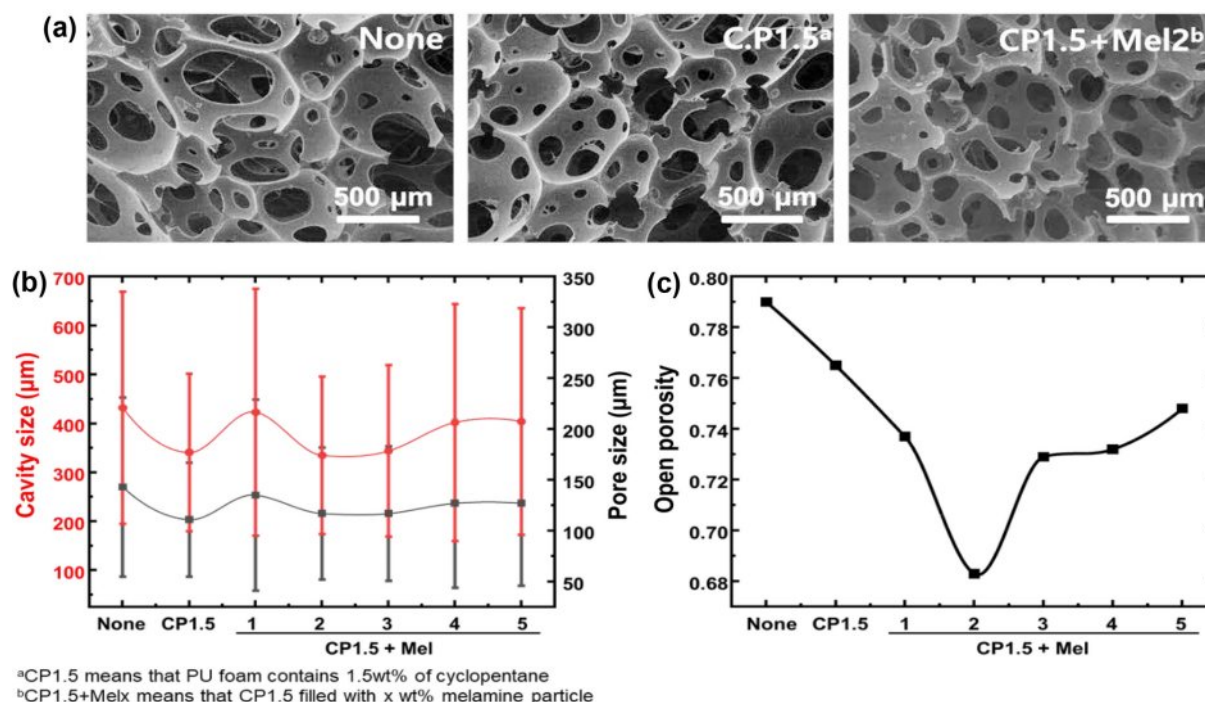 (a)
None
C.P1.5ᵃ
CP1.5+Mel2ᵇ
500 µm
500 µm
500 µm
(b)
Cavity size (µm)
700
600
500
400
300
200
100
Pore size (µm)
350
300
250
200
150
100
50
None CP1.5 1 2 3 4 5
CP1.5 + Mel
(c)
Open porosity
0.80
0.78
0.76
0.74
0.72
0.70
0.68
None CP1.5 1 2 3 4 5
CP1.5 + Mel
ᵃCP1.5 means that PU foam contains 1.5wt% of cyclopentane
ᵇCP1.5+Melx means that CP1.5 filled with x wt% melamine particle